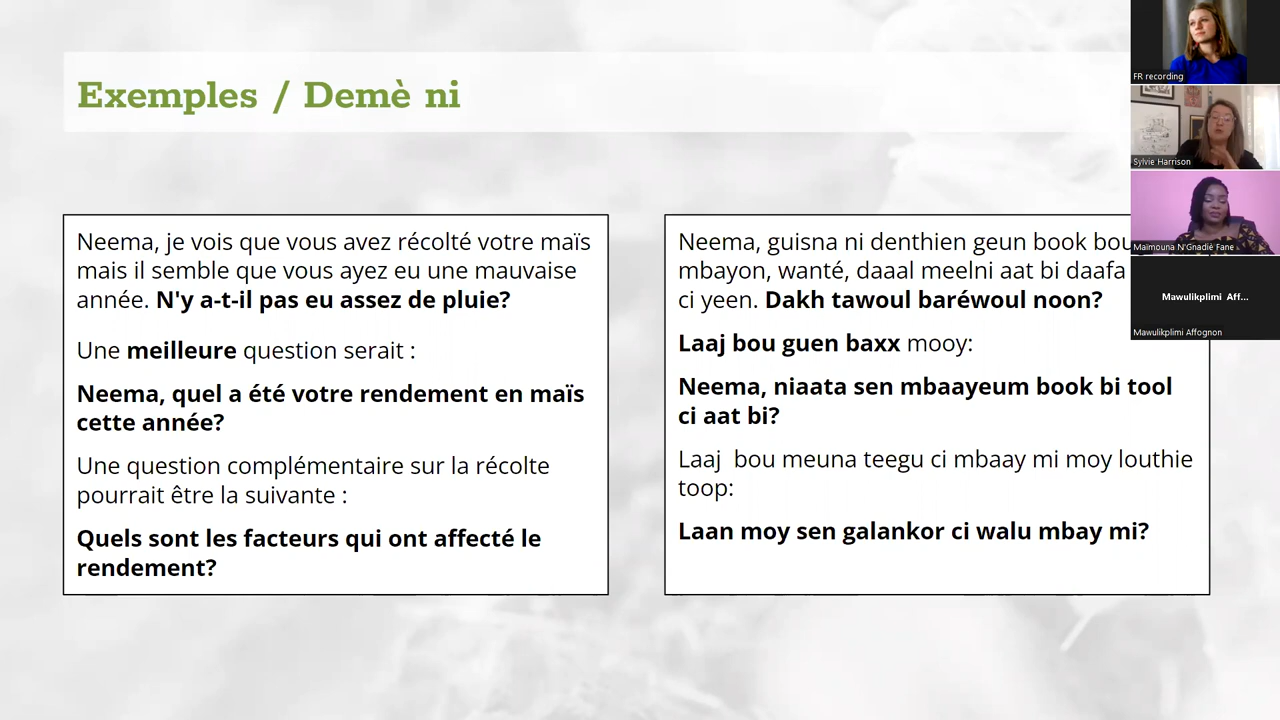 Exemples / Demè ni
Neema, je vois que vous avez récolté votre maïs
mais il semble que vous ayez eu une mauvaise
année. N'y a-t-il pas eu assez de pluie?
Une meilleure question serait :
Neema, quel a été votre rendement en maïs
cette année?
Une question complémentaire sur la récolte
pourrait être la suivante :
Quels sont les facteurs qui ont affecté le
rendement?
Neema, guisna ni denthien geun book
mbayon, wanté, daaal meelni aat bi daafa
ci yeen. Dakh tawoul baréwoul noon?
Laaj bou guen baxx mooy:
Neema, niaata sen mbaayeum book bi tool
ci aat bi?
Laaj bou meuna teegu ci mbaay mi moy louthie
toop:
Laan moy sen galankor ci walu mbay mi?
FR recording
Sylvie Harrison
Maïmouna N'Gnadié Fane
Mawulikplimi Aff...
Mawulikplimi Affognon